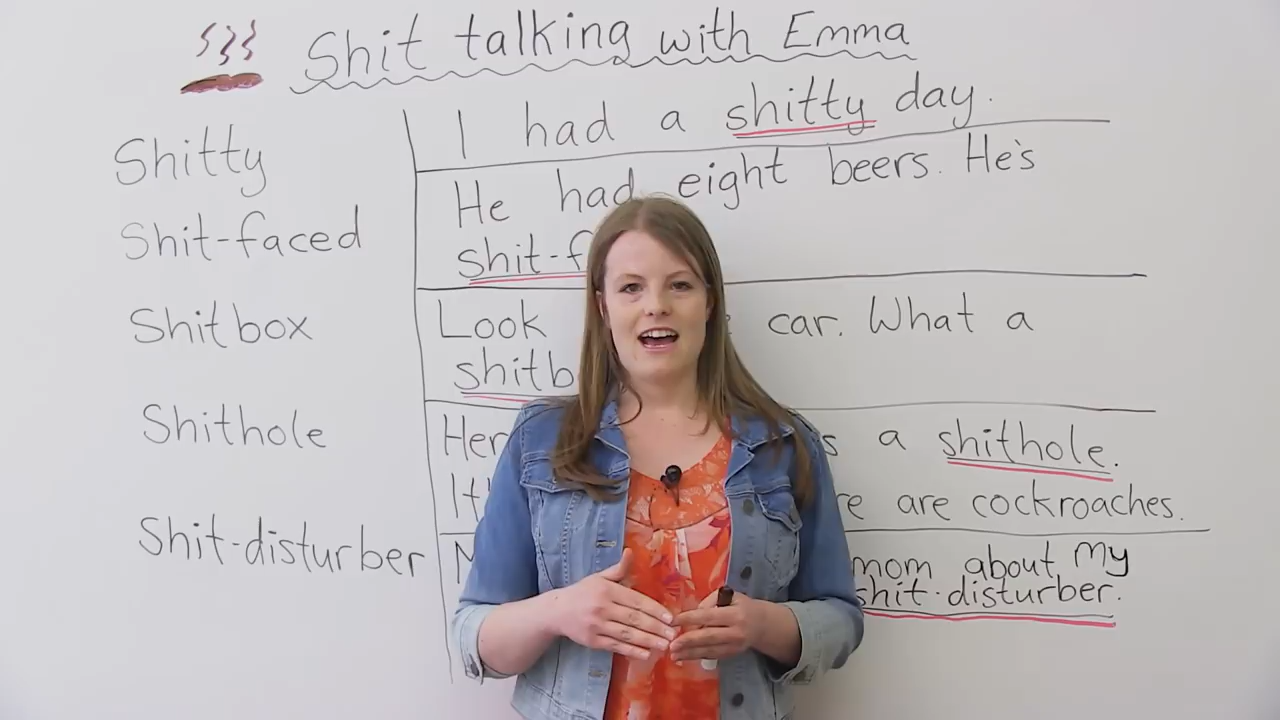 Shit talking with Emma
Shitty
I had a shitty day.
Shit-faced
He had eight beers. He's
shit-f
Shitbox
Look car. What a
shitb
Shithole
Her s a shithole.
It' re are cockroaches.
Shit-disturber
M mom about my
shit-disturber.